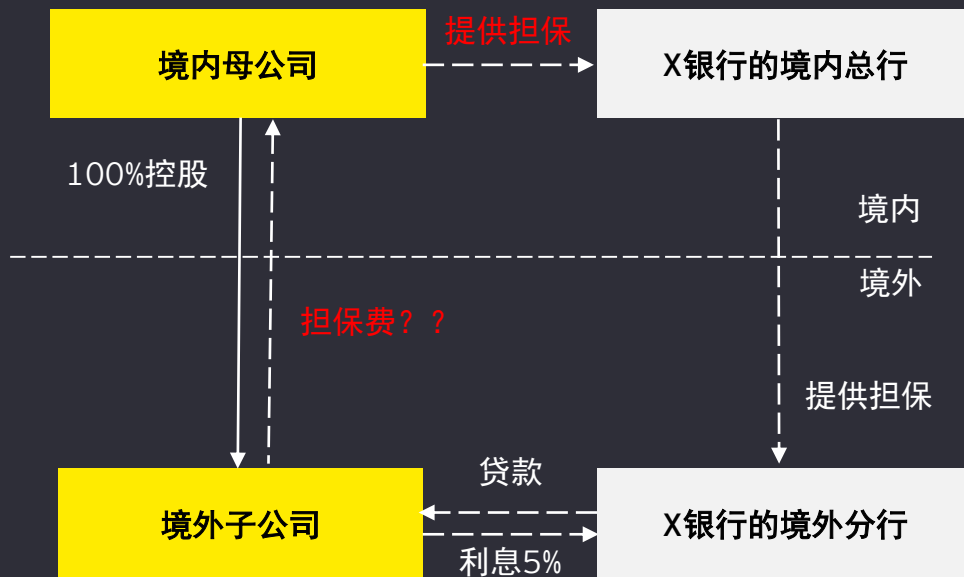 提供担保
境内母公司
X银行的境内总行
100%控股
境内
境外
担保费？？
提供担保
贷款
境外子公司
X银行的境外分行
利息5%